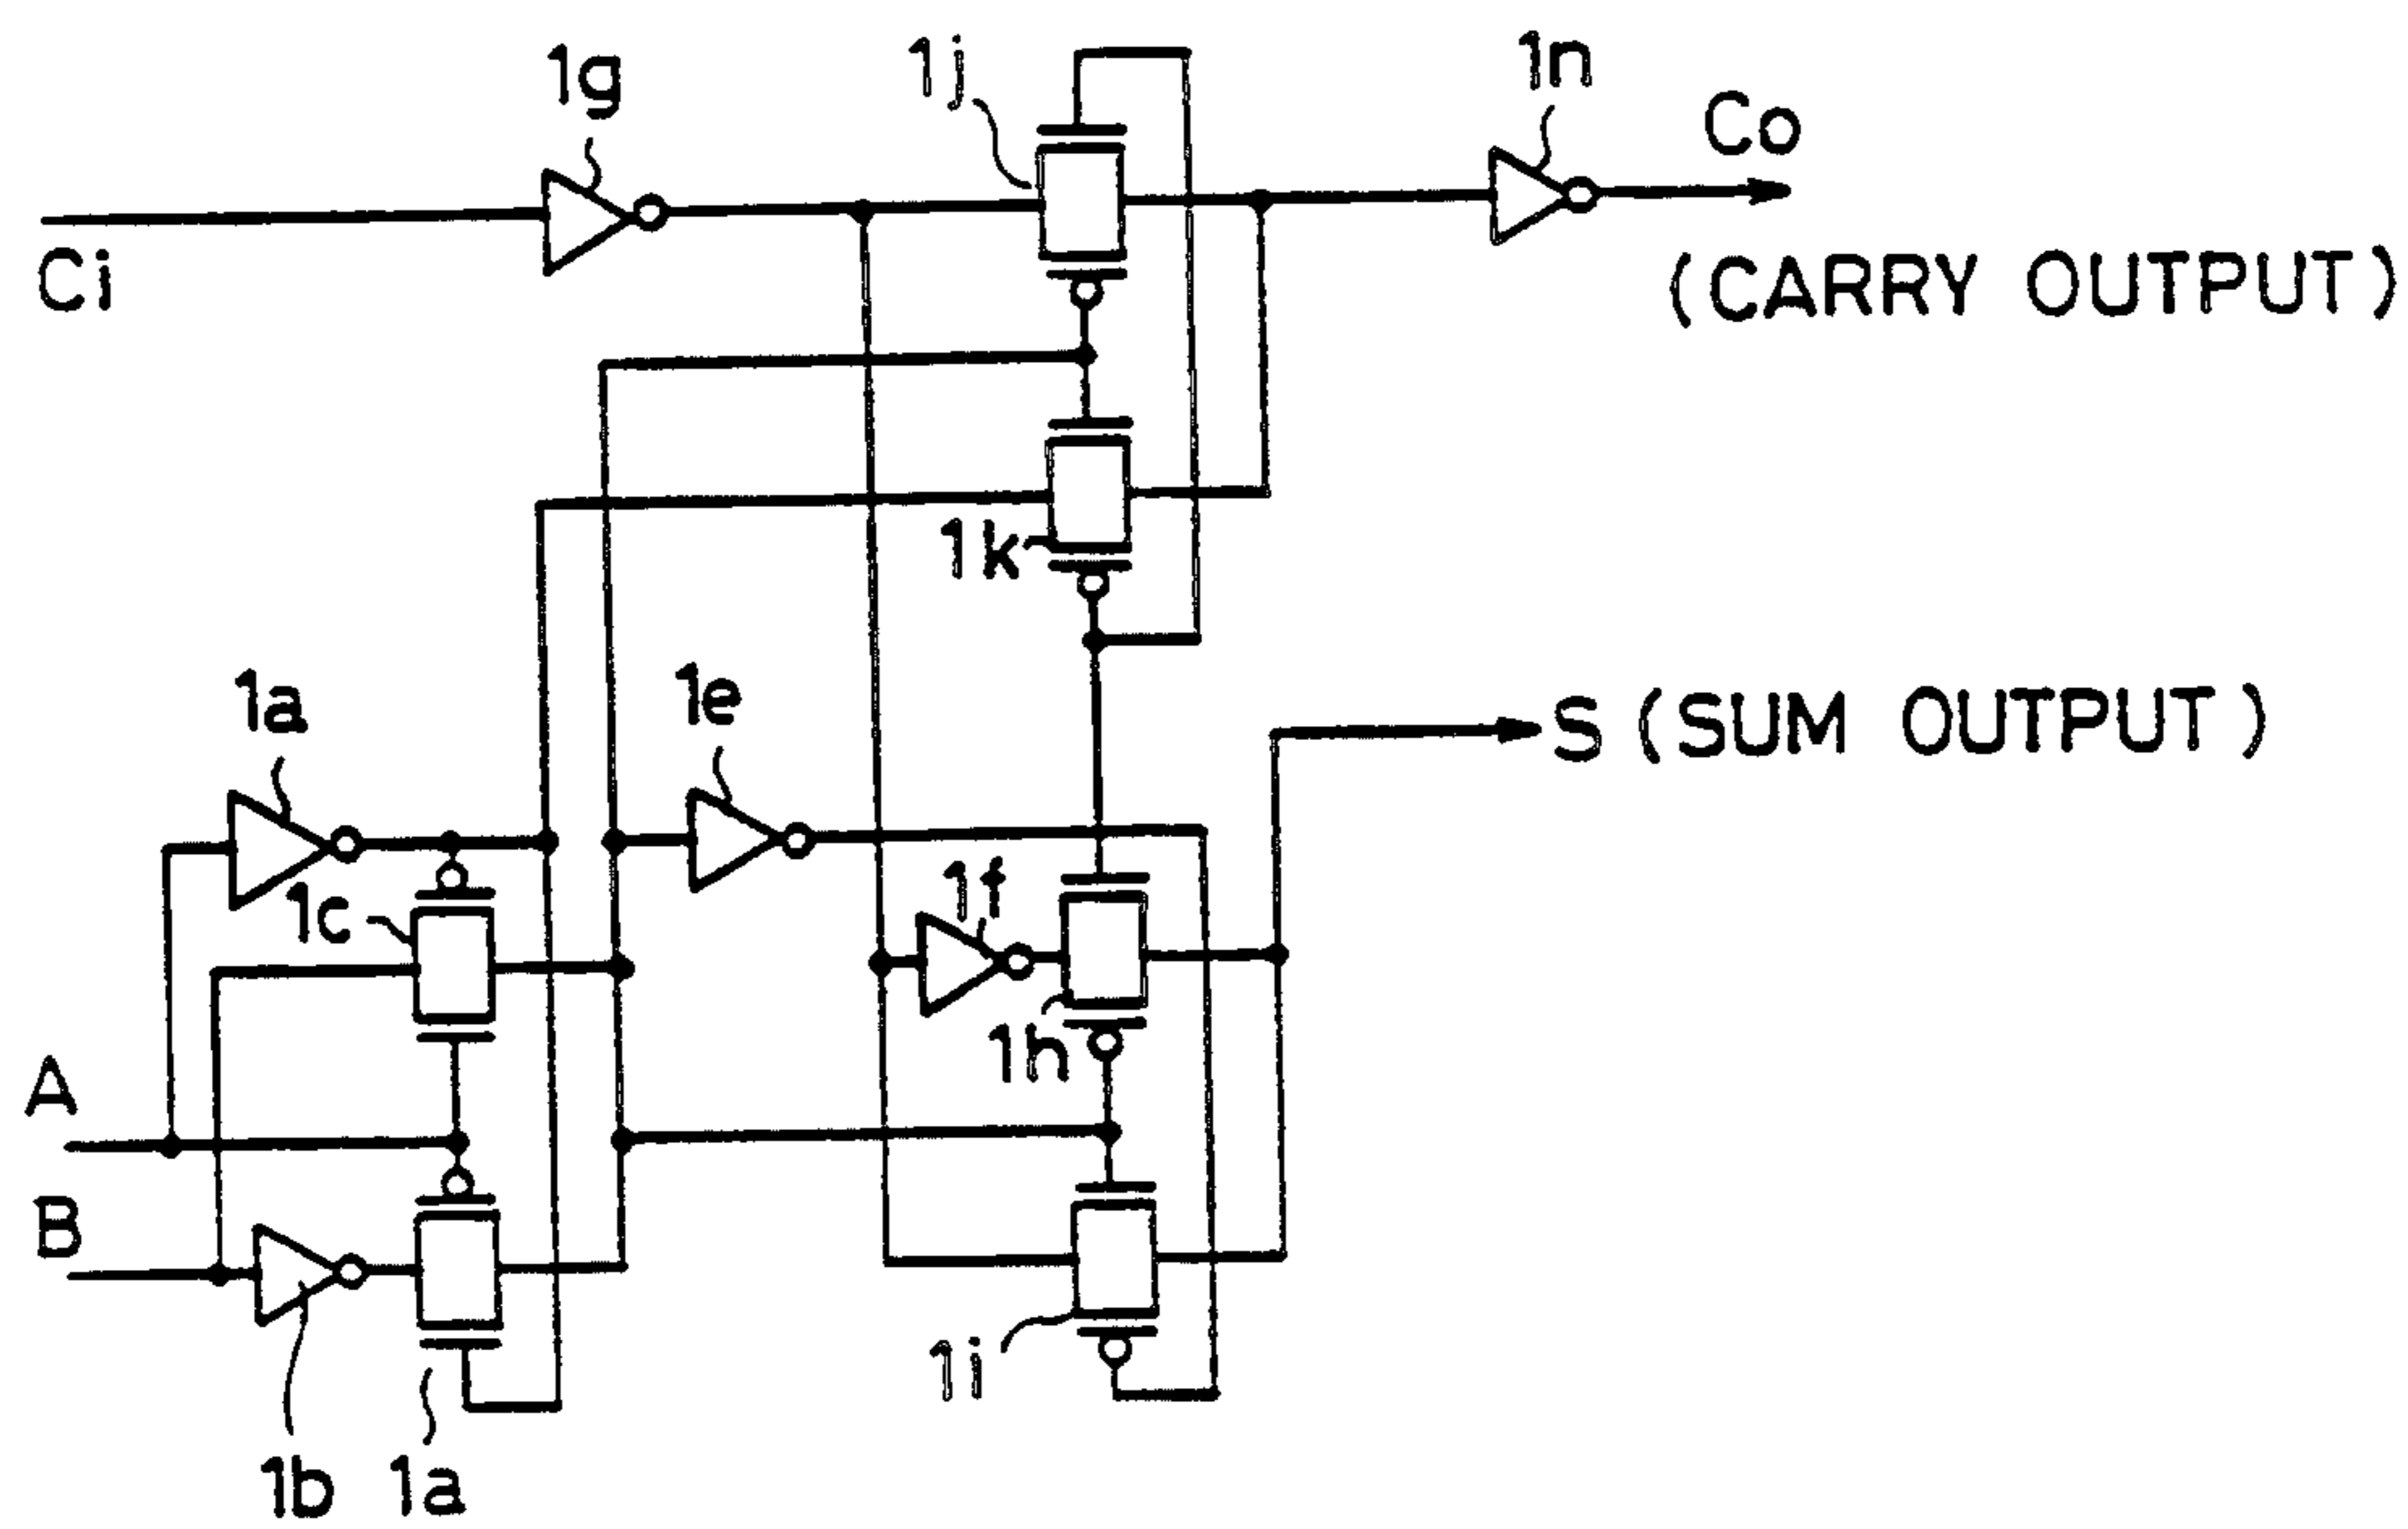 1g
1j
1n
Co
Ci
(CARRY OUTPUT)
1k
1a
1e
S (SUM OUTPUT)
1f
1c
1h
A
B
1i
1b
1a